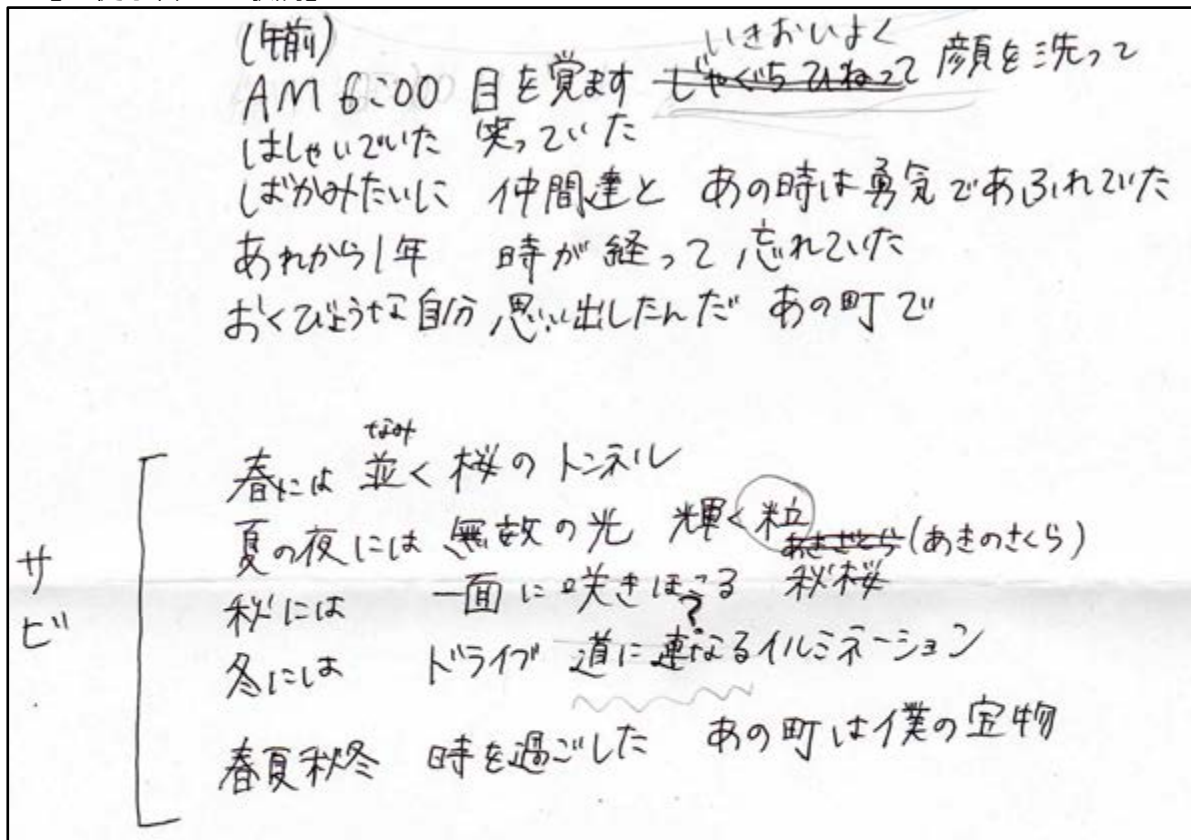 (午前)
いきおいよく
AM 6:00 目を覚ます じゃぐちひねって 顔を洗って
はしゃいでいた 笑っていた
ばかみたいに 仲間達と あの時は勇気であふれていた
あれから1年 時が経って 忘れていた
おくびょうな自分 思い出したんだ あの町で
なみ
春には 並く 桜のトンネル
夏の夜には 無数の光 輝く粒
あきざくら(あきのさくら)
秋には 一面に咲きほこる 秋桜
?
冬には ドライブ 道に連なるイルミネーション
春夏秋冬 時を過ごした あの町は僕の宝物
サビ